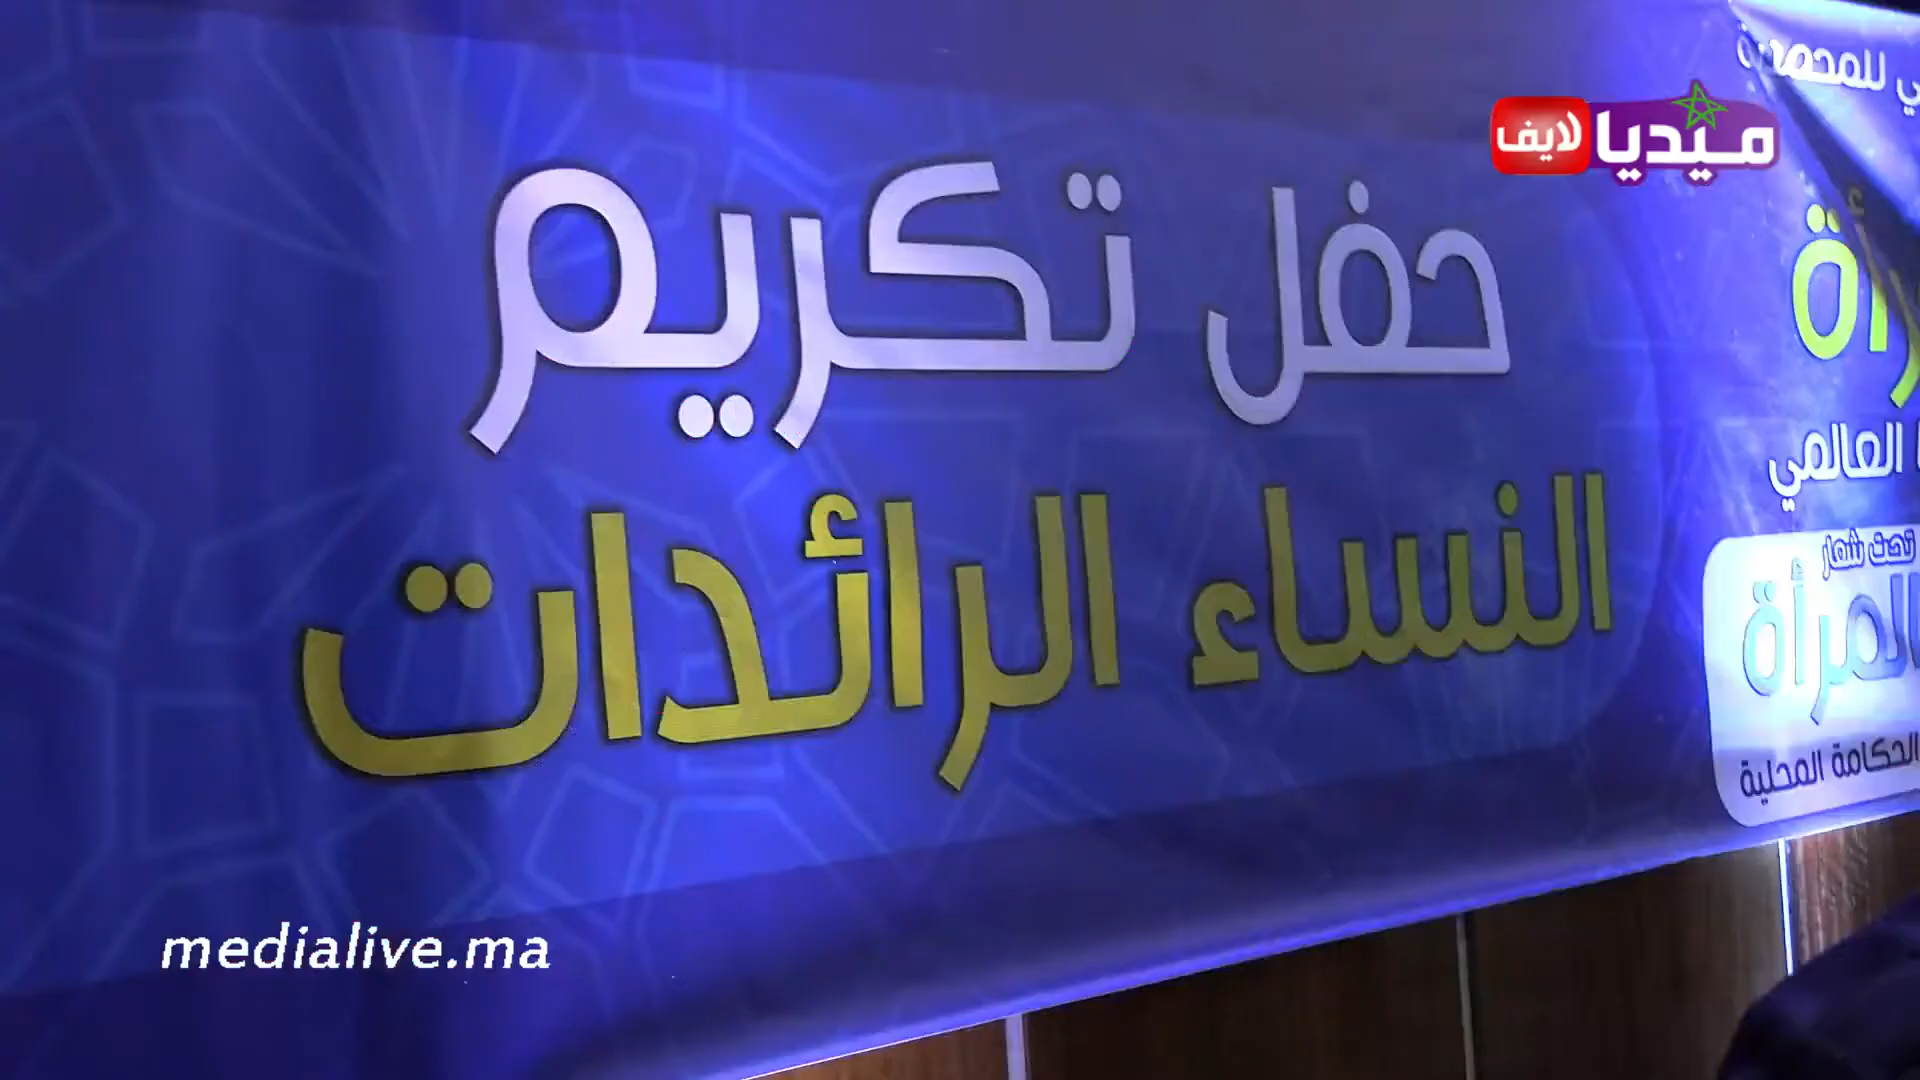 ميديا لايف
حفل تكريم
النساء الرائدات
العالمي
تحت شعار
المرأة
الحكامة المحلية
medialive.ma